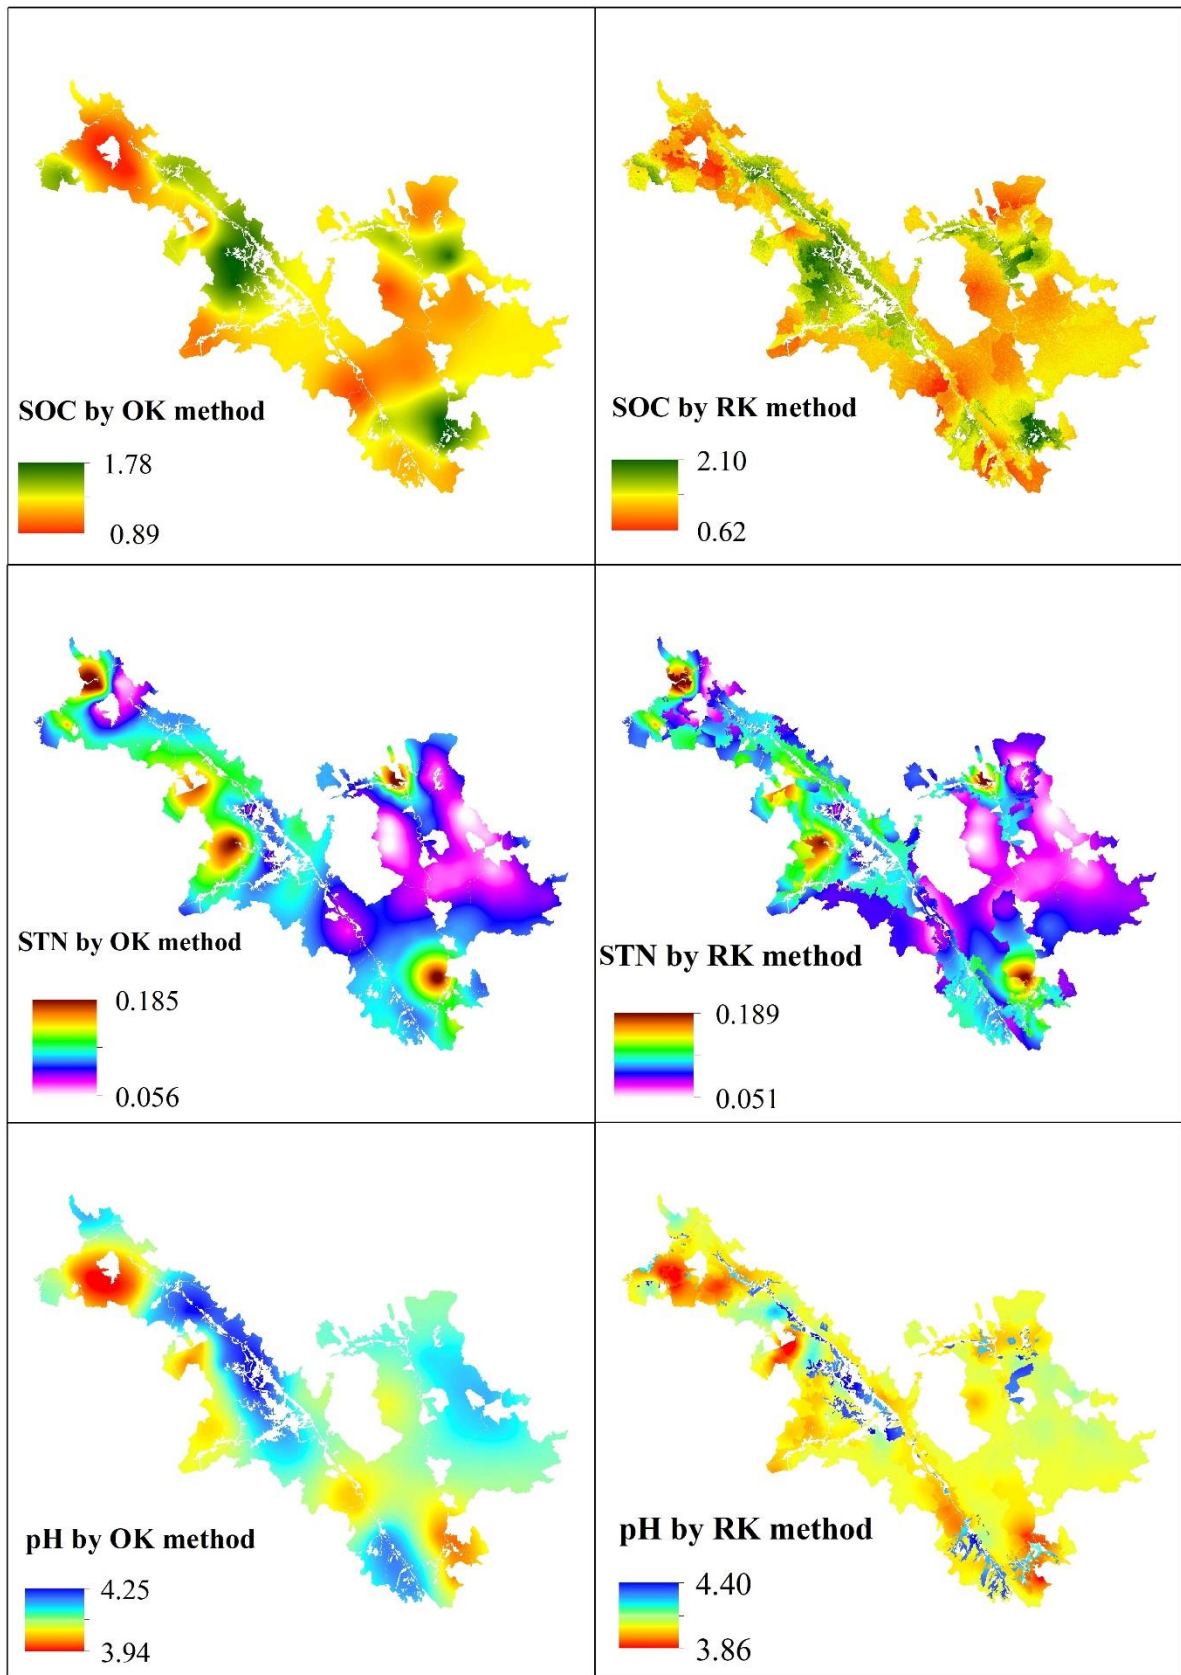 SOC by OK method
1.78
0.89
SOC by RK method
2.10
0.62
STN by OK method
0.185
0.056
STN by RK method
0.189
0.051
pH by OK method
4.25
3.94
pH by RK method
4.40
3.86